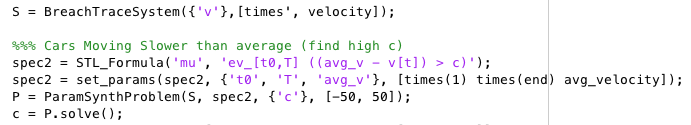 S = BreachTraceSystem({'v'},[times', velocity]);
%%% Cars Moving Slower than average (find high c)
spec2 = STL_Formula('mu', 'ev_[t0,T] ((avg_v - v[t]) > c)');
spec2 = set_params(spec2, {'t0', 'T', 'avg_v'}, [times(1) times(end) avg_velocity]);
P = ParamSynthProblem(S, spec2, {'c'}, [-50, 50]);
c = P.solve();